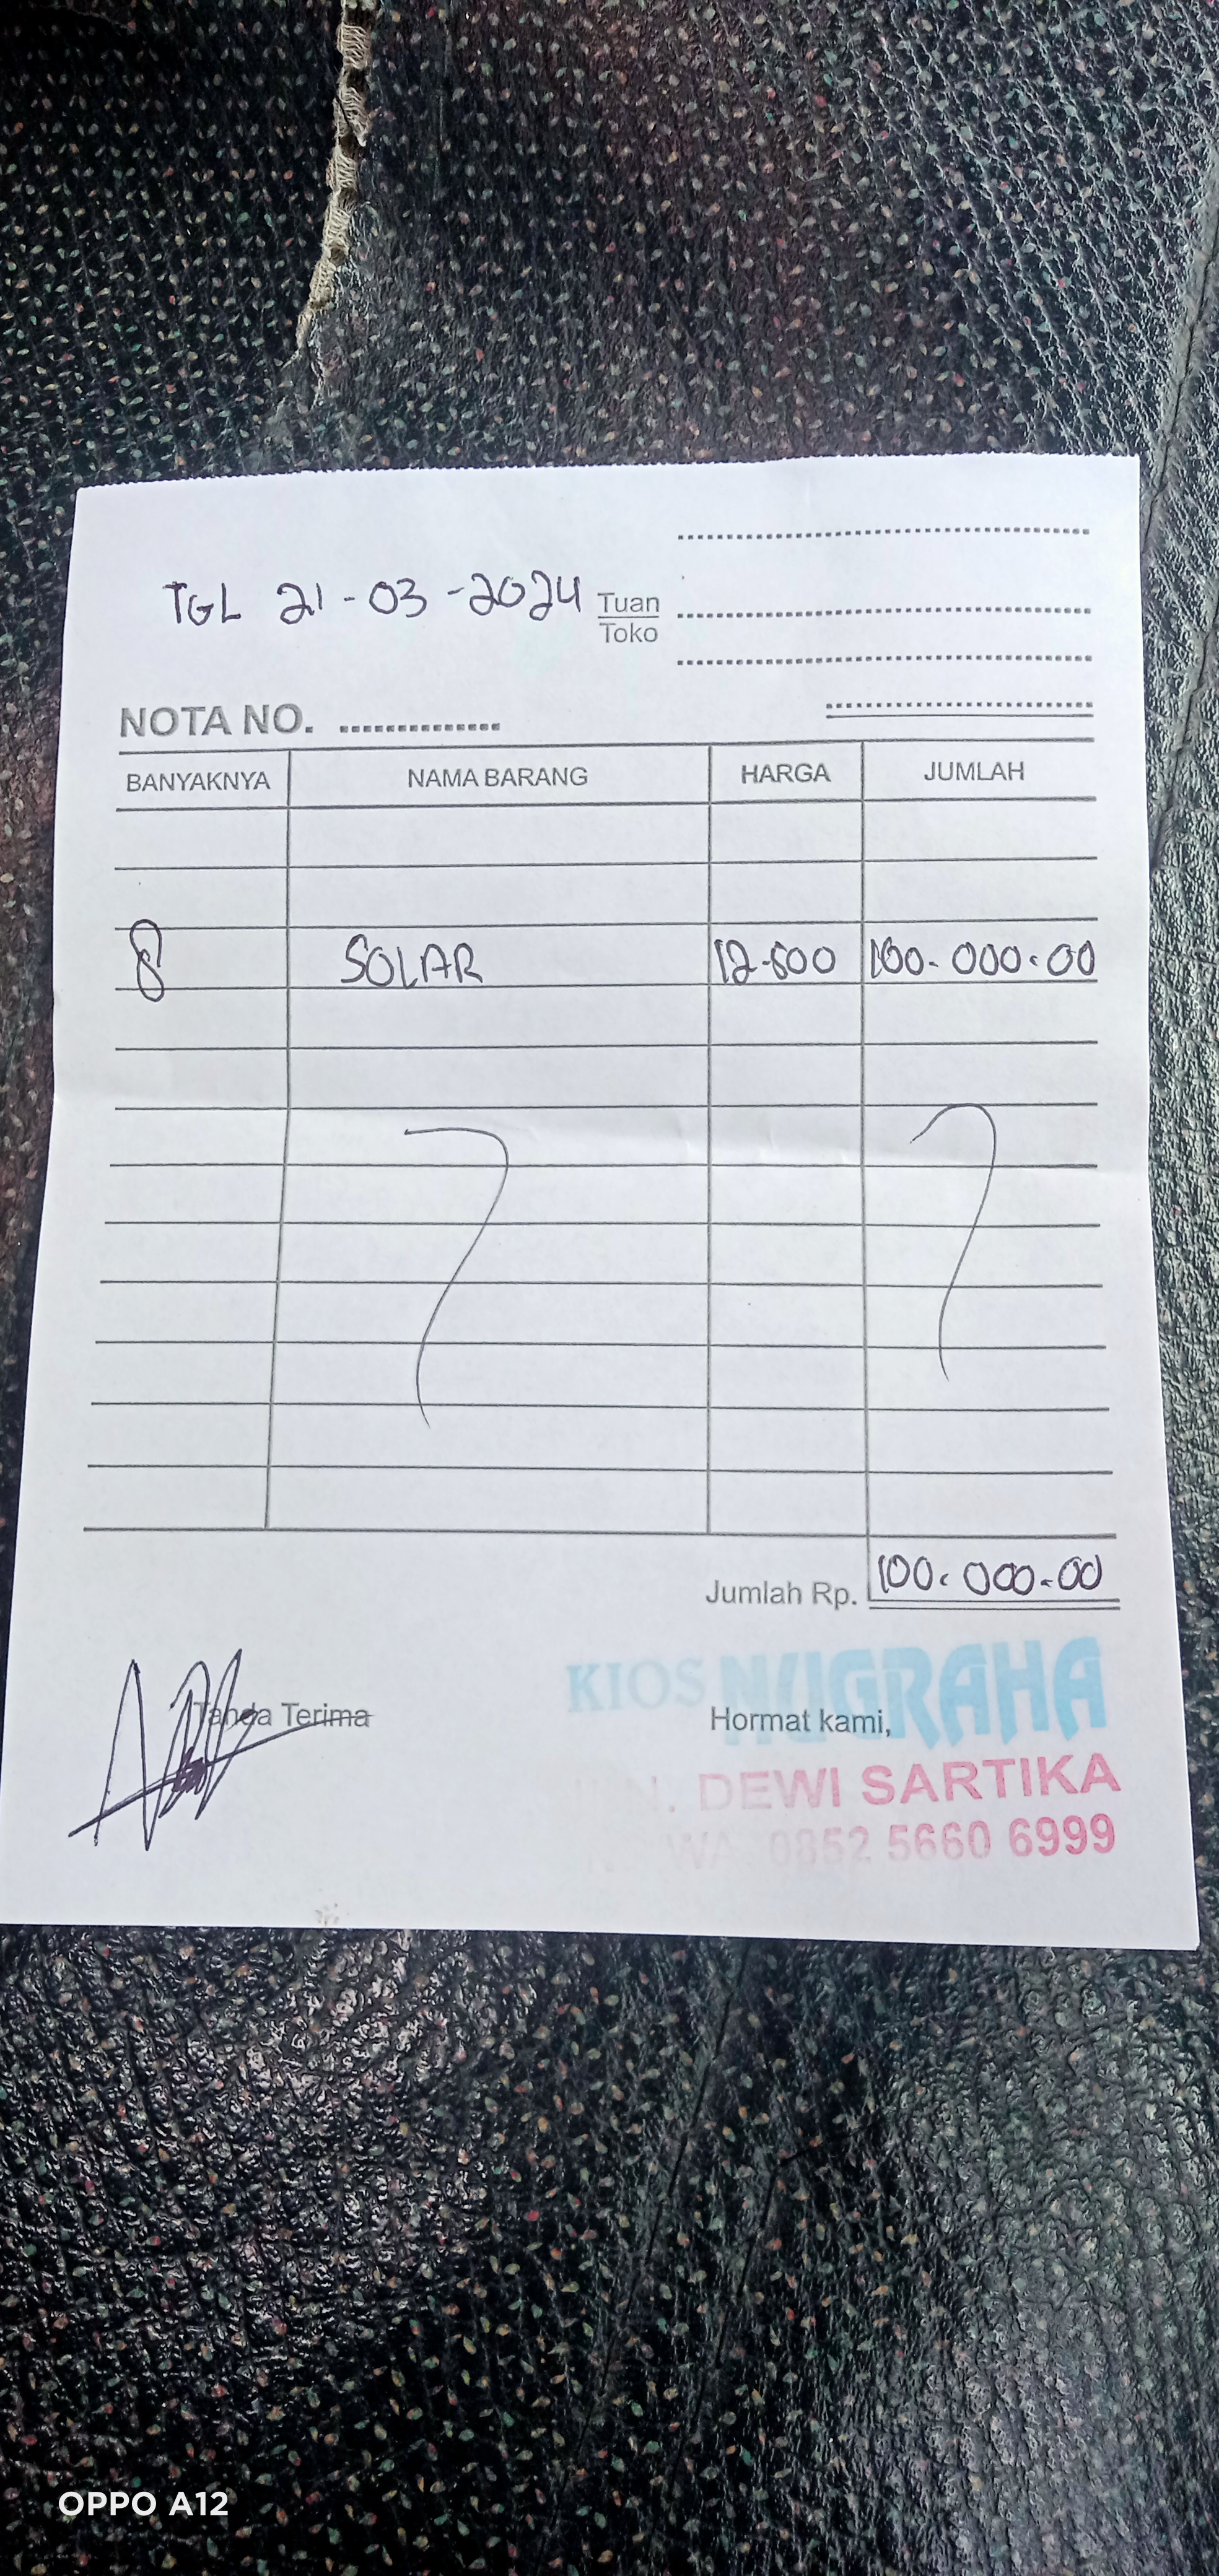 TGL 21-03-2024
Tuan
Toko
NOTA NO.
BANYAKNYA NAMA BARANG HARGA JUMLAH
8 SOLAR 12.500 100.000.00
Jumlah Rp. 100.000.00
Tanda Terima
KIOS NUGRAHA
Hormat kami,
JLN. DEWI SARTIKA
WA. 0852 5660 6999
OPPO A12